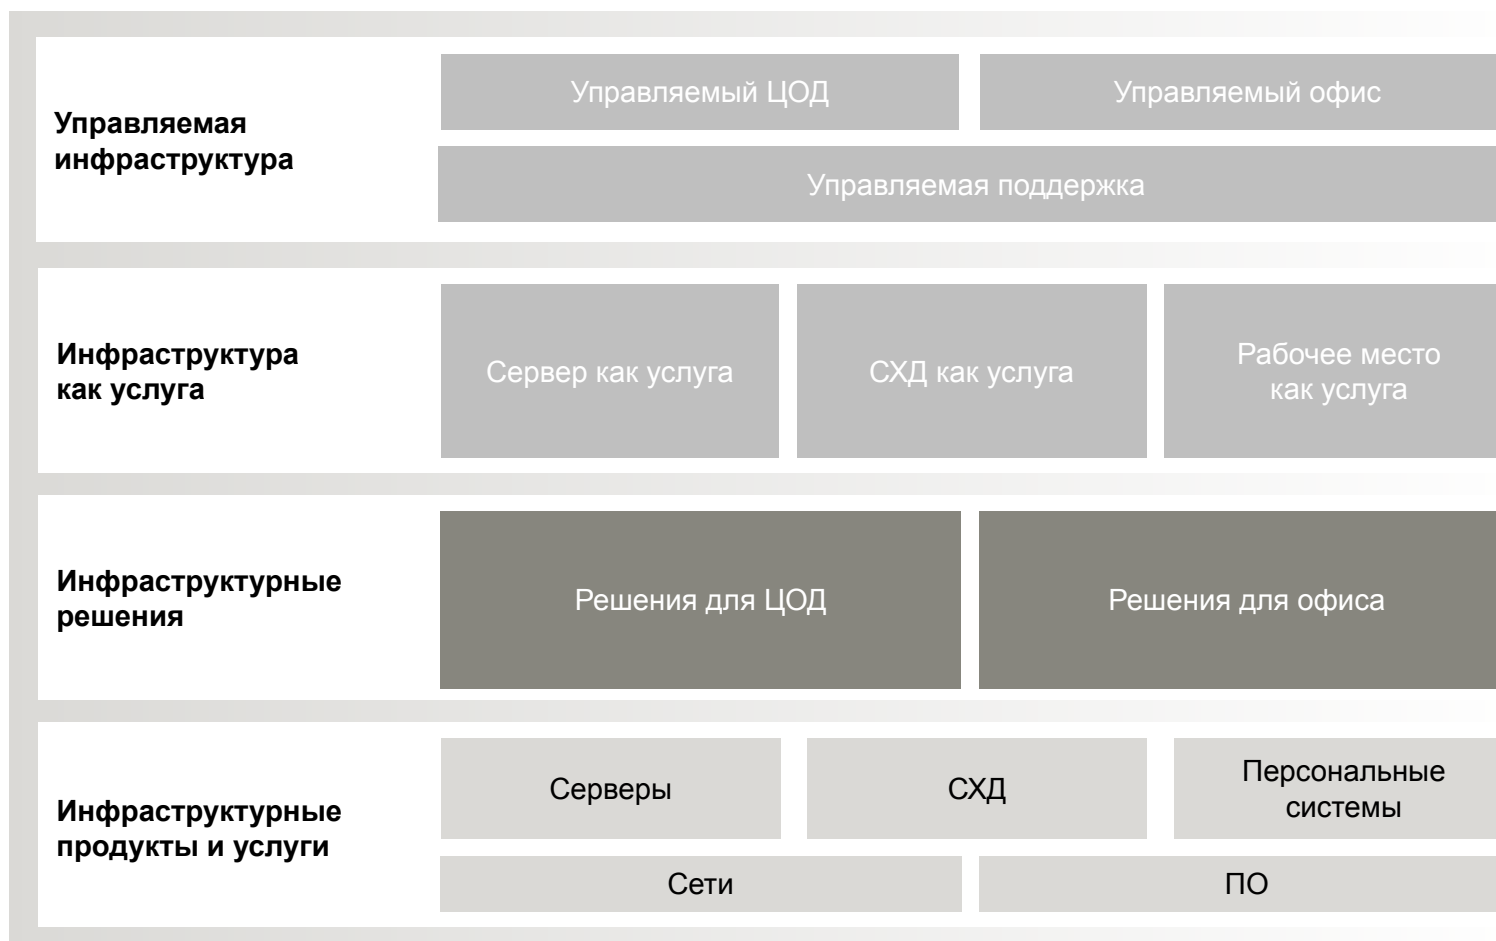 Управляемая
инфраструктура
Управляемый ЦОД
Управляемый офис
Управляемая поддержка
Инфраструктура
как услуга
Сервер как услуга
СХД как услуга
Рабочее место
как услуга
Инфраструктурные
решения
Решения для ЦОД
Решения для офиса
Инфраструктурные
продукты и услуги
Серверы
СХД
Персональные
системы
Сети
ПО